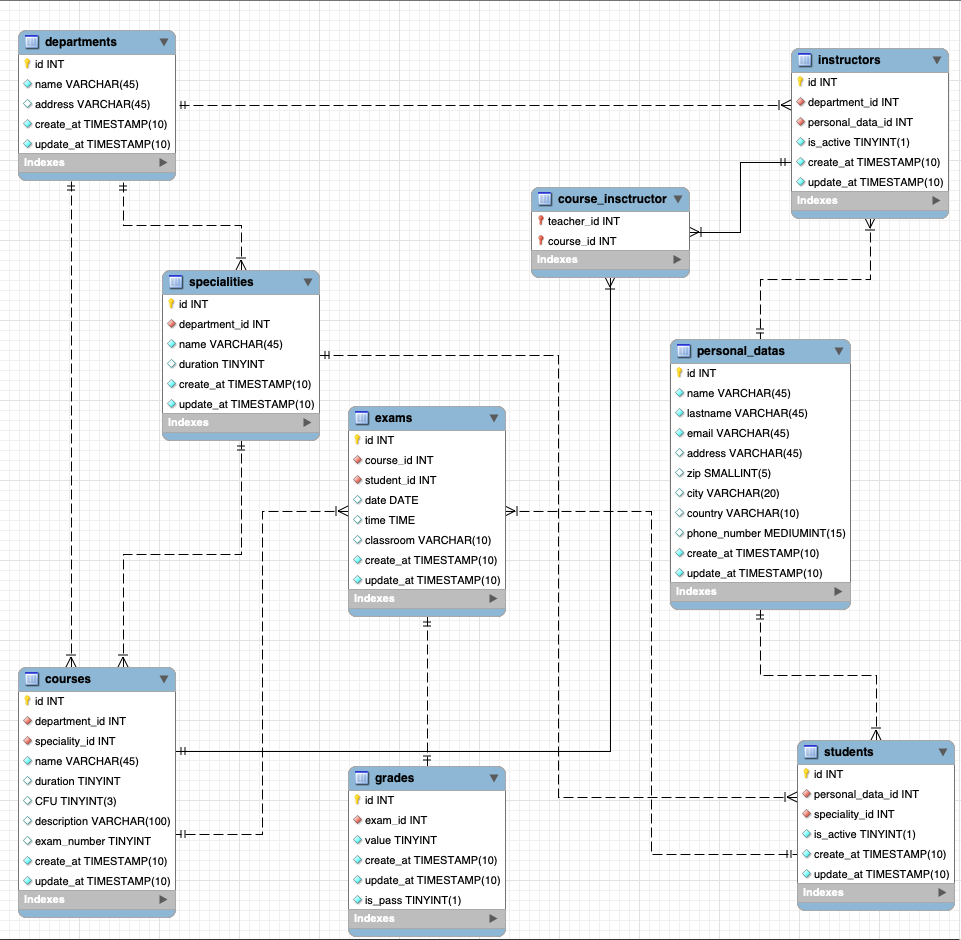 departments
id INT
name VARCHAR(45)
address VARCHAR(45)
create_at TIMESTAMP(10)
update_at TIMESTAMP(10)
Indexes
instructors
id INT
department_id INT
personal_data_id INT
is_active TINYINT(1)
create_at TIMESTAMP(10)
update_at TIMESTAMP(10)
Indexes
course_insctructor
teacher_id INT
course_id INT
Indexes
specialities
id INT
department_id INT
name VARCHAR(45)
duration TINYINT
create_at TIMESTAMP(10)
update_at TIMESTAMP(10)
Indexes
personal_datas
id INT
name VARCHAR(45)
lastname VARCHAR(45)
email VARCHAR(45)
address VARCHAR(45)
zip SMALLINT(5)
city VARCHAR(20)
country VARCHAR(10)
phone_number MEDIUMINT(15)
create_at TIMESTAMP(10)
update_at TIMESTAMP(10)
Indexes
exams
id INT
course_id INT
student_id INT
date DATE
time TIME
classroom VARCHAR(10)
create_at TIMESTAMP(10)
update_at TIMESTAMP(10)
Indexes
courses
id INT
department_id INT
speciality_id INT
name VARCHAR(45)
duration TINYINT
CFU TINYINT(3)
description VARCHAR(100)
exam_number TINYINT
create_at TIMESTAMP(10)
update_at TIMESTAMP(10)
Indexes
grades
id INT
exam_id INT
value TINYINT
create_at TIMESTAMP(10)
update_at TIMESTAMP(10)
is_pass TINYINT(1)
Indexes
students
id INT
personal_data_id INT
speciality_id INT
is_active TINYINT(1)
create_at TIMESTAMP(10)
update_at TIMESTAMP(10)
Indexes